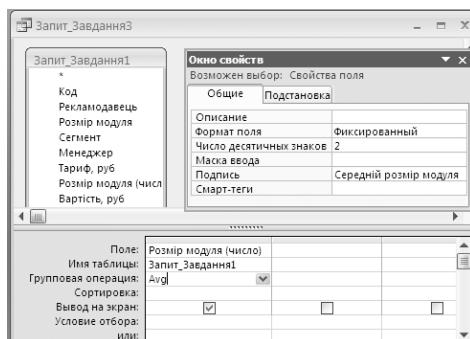 Запит_Завдання3
Запит_Завдання1
*
Код
Рекламодавець
Розмір модуля
Сегмент
Менеджер
Тариф, руб
Розмір модуля (числ
Вартість, руб
Окно свойств
Возможен выбор: Свойства поля
Общие Подстановка
Описание
Формат поля Фиксированный
Число десятичных знаков 2
Маска ввода
Подпись Середній розмір модуля
Смарт-теги
Поле: Розмір модуля (число)
Имя таблицы: Запит_Завдання1
Групповая операция: Avg
Сортировка:
Вывод на экран:
Условие отбора:
или: